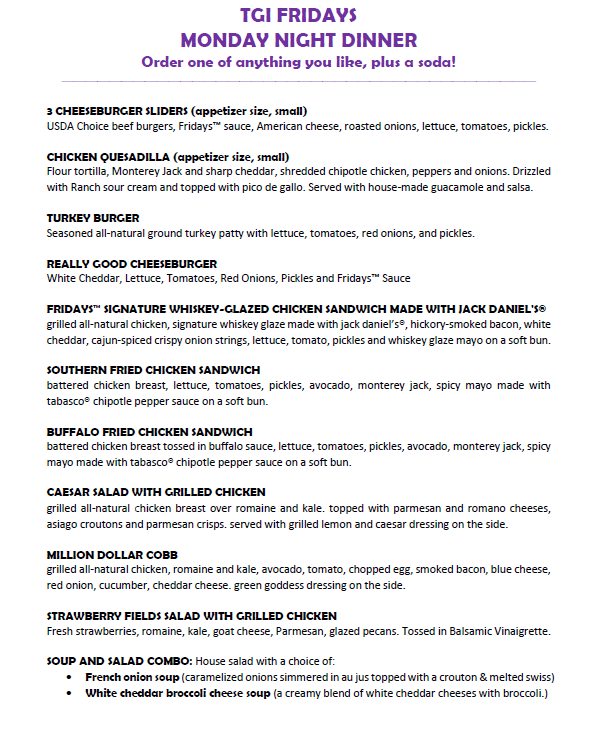 TGI FRIDAYS
MONDAY NIGHT DINNER
Order one of anything you like, plus a soda!
3 CHEESEBURGER SLIDERS (appetizer size, small)
USDA Choice beef burgers, Fridays™ sauce, American cheese, roasted onions, lettuce, tomatoes, pickles.
CHICKEN QUESADILLA (appetizer size, small)
Flour tortilla, Monterey Jack and sharp cheddar, shredded chipotle chicken, peppers and onions. Drizzled
with Ranch sour cream and topped with pico de gallo. Served with house-made guacamole and salsa.
TURKEY BURGER
Seasoned all-natural ground turkey patty with lettuce, tomatoes, red onions, and pickles.
REALLY GOOD CHEESEBURGER
White Cheddar, Lettuce, Tomatoes, Red Onions, Pickles and Fridays™ Sauce
FRIDAYS™ SIGNATURE WHISKEY-GLAZED CHICKEN SANDWICH MADE WITH JACK DANIEL'S®
grilled all-natural chicken, signature whiskey glaze made with jack daniel's®, hickory-smoked bacon, white
cheddar, cajun-spiced crispy onion strings, lettuce, tomato, pickles and whiskey glaze mayo on a soft bun.
SOUTHERN FRIED CHICKEN SANDWICH
battered chicken breast, lettuce, tomatoes, pickles, avocado, monterey jack, spicy mayo made with
tabasco® chipotle pepper sauce on a soft bun.
BUFFALO FRIED CHICKEN SANDWICH
battered chicken breast tossed in buffalo sauce, lettuce, tomatoes, pickles, avocado, monterey jack, spicy
mayo made with tabasco® chipotle pepper sauce on a soft bun.
CAESAR SALAD WITH GRILLED CHICKEN
grilled all-natural chicken breast over romaine and kale. topped with parmesan and romano cheeses,
asiago croutons and parmesan crisps. served with grilled lemon and caesar dressing on the side.
MILLION DOLLAR COBB
grilled all-natural chicken, romaine and kale, avocado, tomato, chopped egg, smoked bacon, blue cheese,
red onion, cucumber, cheddar cheese. green goddess dressing on the side.
STRAWBERRY FIELDS SALAD WITH GRILLED CHICKEN
Fresh strawberries, romaine, kale, goat cheese, Parmesan, glazed pecans. Tossed in Balsamic Vinaigrette.
SOUP AND SALAD COMBO: House salad with a choice of:
• French onion soup (caramelized onions simmered in au jus topped with a crouton & melted swiss)
• White cheddar broccoli cheese soup (a creamy blend of white cheddar cheeses with broccoli.)